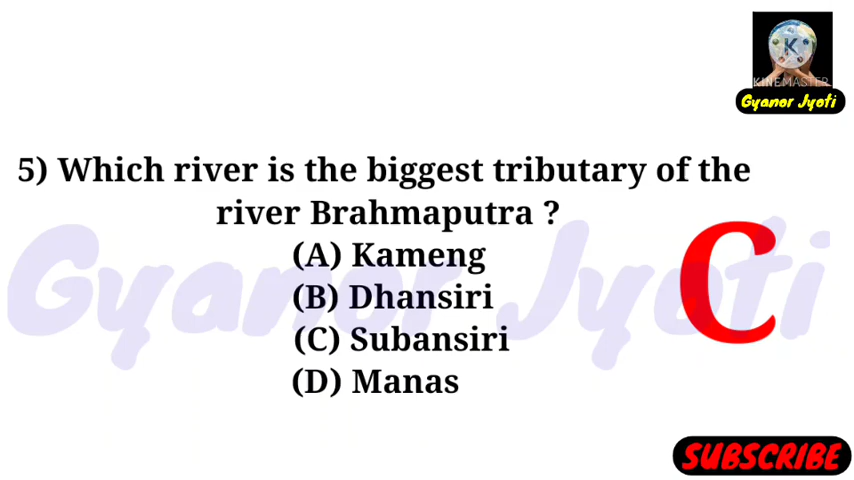 KINEMASTER
Gyanor Jyoti
5) Which river is the biggest tributary of the
river Brahmaputra ?
(A) Kameng
(B) Dhansiri
(C) Subansiri
(D) Manas
C
Gyanor Jyoti
SUBSCRIBE